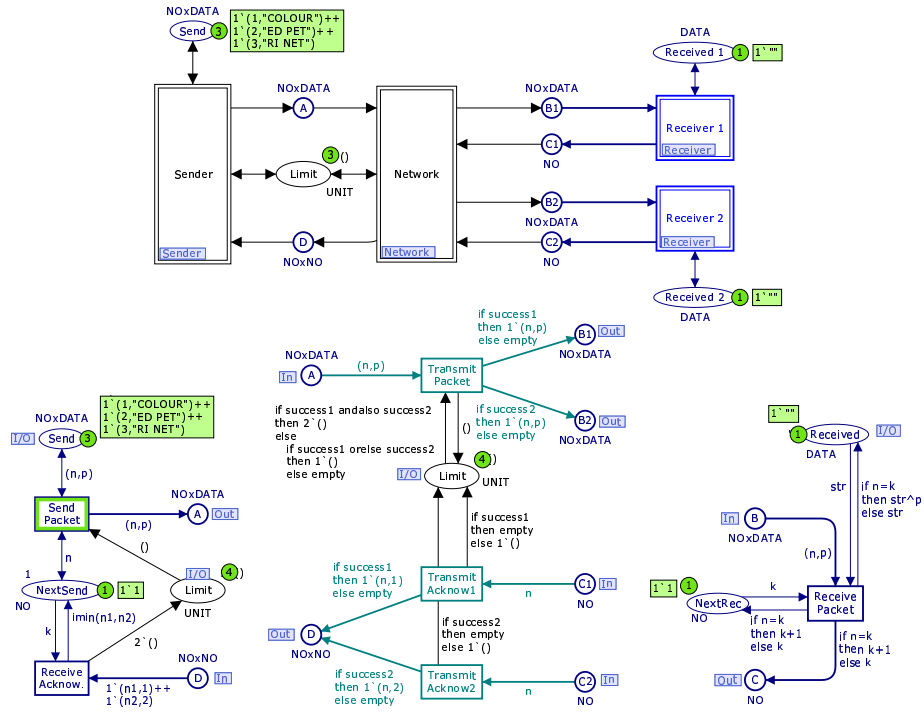 NOxDATA
Send
3
1`(1,"COLOUR")++
1`(2,"ED PET")++
1`(3,"RI NET")
DATA
Received 1
1
1`""
NOxDATA
A
NOxDATA
B1
Receiver 1
Receiver
C1
NO
3
()
Limit
UNIT
Sender
Sender
Network
Network
B2
NOxDATA
C2
NO
Receiver 2
Receiver
D
NOxNO
Received 2
1
1`""
DATA
NOxDATA
Send
I/O
3
1`(1,"COLOUR")++
1`(2,"ED PET")++
1`(3,"RI NET")
(n,p)
Send
Packet
(n,p)
NOxDATA
A
Out
n
()
1
NextSend
NO
1
1`1
I/O
4
)
Limit
UNIT
k
imin(n1,n2)
2`()
Receive
Acknow.
1`(n1,1)++
1`(n2,2)
NOxNO
D
In
NOxDATA
In
A
(n,p)
Transmit
Packet
if success1
then 1`(n,p)
else empty
B1
Out
NOxDATA
if success2
then 1`(n,p)
else empty
B2
Out
NOxDATA
if success1 andalso success2
then 2`()
else
if success1 orelse success2
then 1`()
else empty
()
I/O
Limit
4
)
UNIT
if success1
then empty
else 1`()
if success1
then 1`(n,1)
else empty
Transmit
Acknow1
n
C1
In
NO
Out
D
NOxNO
if success2
then empty
else 1`()
if success2
then 1`(n,2)
else empty
Transmit
Acknow2
n
C2
In
NO
1`""
1
Received
I/O
DATA
str
if n=k
then str^p
else str
In
B
NOxDATA
(n,p)
1`1
1
NextRec
NO
k
if n=k
then k+1
else k
Receive
Packet
if n=k
then k+1
else k
Out
C
NO